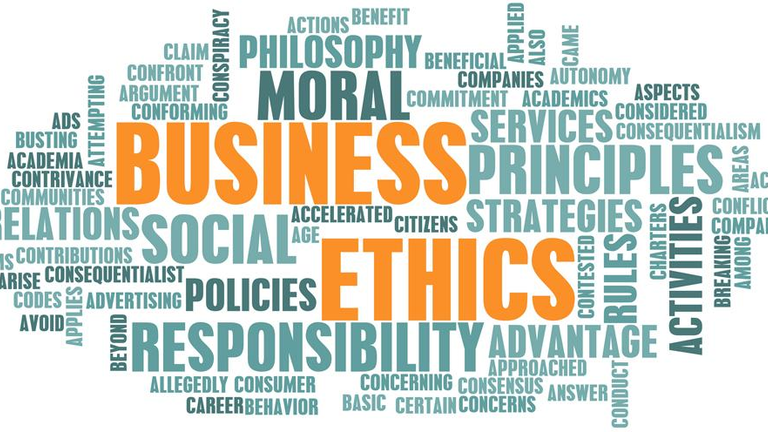 CONSPIRACY
ACTIONS
BENEFIT
APPLIED
ALSO
CAME
CLAIM
PHILOSOPHY
BENEFICIAL
CONFRONT
MORAL
COMPANIES
AUTONOMY
ARGUMENT
COMMITMENT
ACADEMICS
ASPECTS
CONFORMING
CONSIDERED
ATTEMPTING
ADS
BUSINESS
SERVICES
CONSEQUENTIALISM
BUSTING
ACADEMIA
PRINCIPLES
AREAS
CONTRIVANCE
AC
COMMUNITIES
RELATIONS
SOCIAL
ACCELERATED
CITIZENS
STRATEGIES
CHARTERS
ACTIVITIES
CONFLIC
AGE
COMPAN
CONTRIBUTIONS
ETHICS
CONTESTED
RULES
BREAKING
AMONG
MS
ARISE
CONSEQUENTIALIST
POLICIES
CODES
APPLIES
ADVERTISING
AVOID
BEYOND
RESPONSIBILITY
ADVANTAGE
APPROACHED
CONDUCT
ALLEGEDLY
CONSUMER
CONCERNING
CONSENSUS
ANSWER
CAREER
BEHAVIOR
BASIC
CERTAIN
CONCERNS